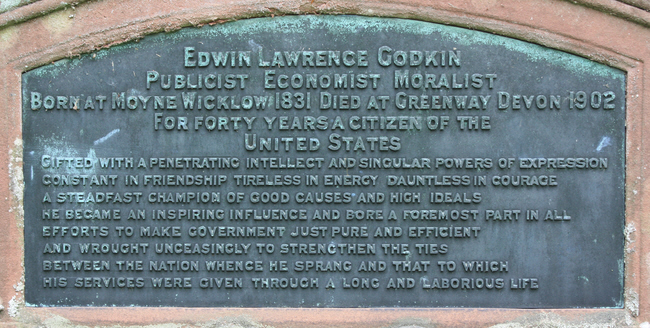 EDWIN LAWRENCE GODKIN
PUBLICIST ECONOMIST MORALIST
BORN AT MOYNE WICKLOW 1831 DIED AT GREENWAY DEVON 1902
FOR FORTY YEARS A CITIZEN OF THE
UNITED STATES
GIFTED WITH A PENETRATING INTELLECT AND SINGULAR POWERS OF EXPRESSION
CONSTANT IN FRIENDSHIP TIRELESS IN ENERGY DAUNTLESS IN COURAGE
A STEADFAST CHAMPION OF GOOD CAUSES AND HIGH IDEALS
HE BECAME AN INSPIRING INFLUENCE AND BORE A FOREMOST PART IN ALL
EFFORTS TO MAKE GOVERNMENT JUST PURE AND EFFICIENT
AND WROUGHT UNCEASINGLY TO STRENGTHEN THE TIES
BETWEEN THE NATION WHENCE HE SPRANG AND THAT TO WHICH
HIS SERVICES WERE GIVEN THROUGH A LONG AND LABORIOUS LIFE